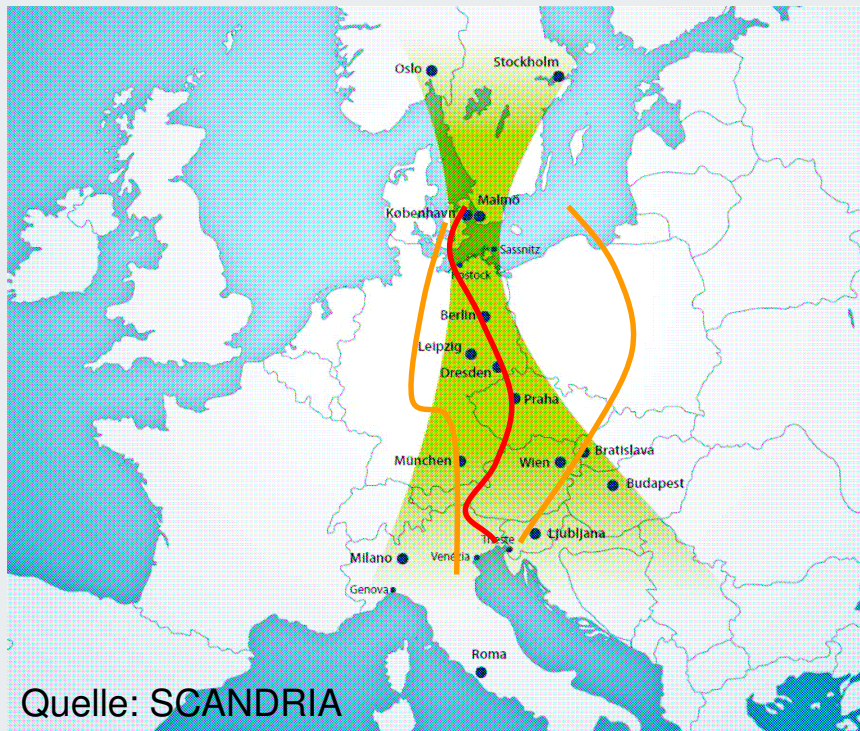 Oslo
Stockholm
København
Malmö
Sassnitz
Rostock
Berlin
Leipzig
Dresden
Praha
München
Wien
Bratislava
Budapest
Ljubljana
Trieste
Milano
Venézia
Genova
Roma
Quelle: SCANDRIA